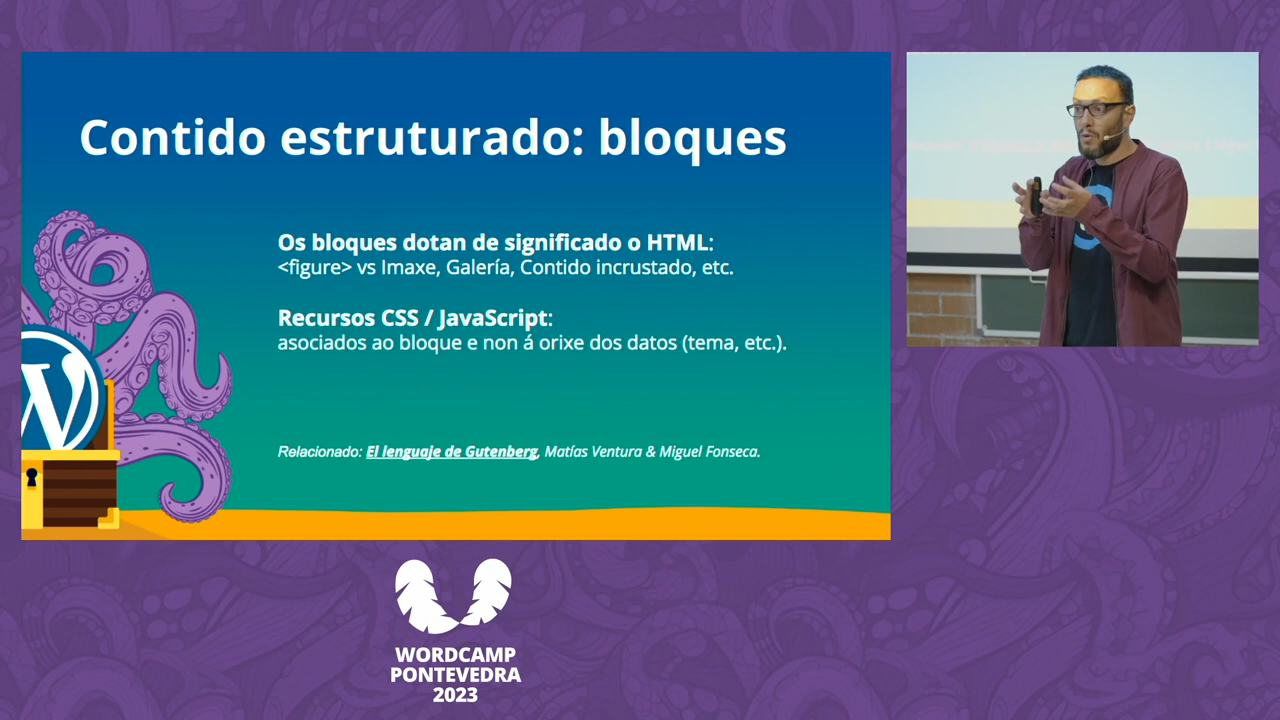 Contido estruturado: bloques
Os bloques dotan de significado o HTML:
<figure> vs Imaxe, Galería, Contido incrustado, etc.
Recursos CSS / JavaScript:
asociados ao bloque e non á orixe dos datos (tema, etc.).
Relacionado: El lenguaje de Gutenberg, Matías Ventura & Miguel Fonseca.
W
WORDCAMP
PONTEVEDRA
2023